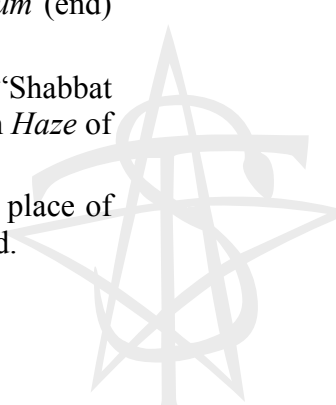 um (end)
“Shabbat
n Haze of
place of
d.